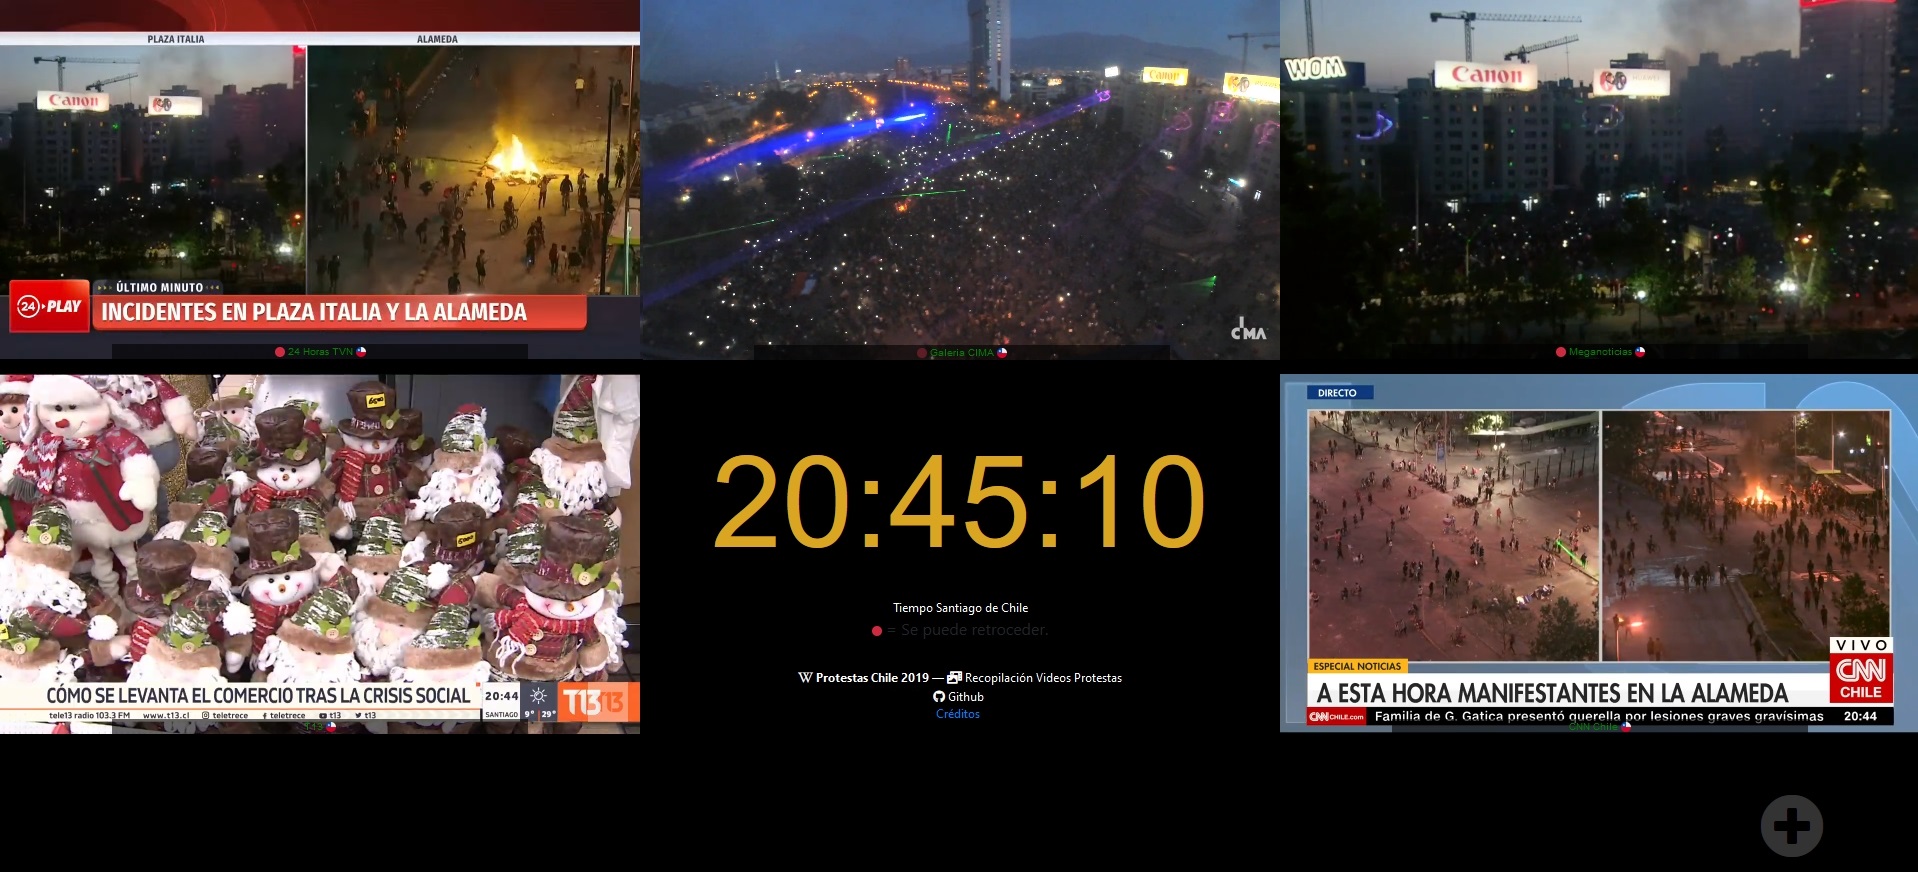 PLAZA ITALIA
ALAMEDA
Canon
24 PLAY
ÚLTIMO MINUTO
INCIDENTES EN PLAZA ITALIA Y LA ALAMEDA
24 Horas TVN
Canon
CIMA
Galeria CIMA
WOM
Canon
HUAWEI
Meganoticias
CÓMO SE LEVANTA EL COMERCIO TRAS LA CRISIS SOCIAL
20:44
SANTIAGO
9° 29°
T13
tele13 radio 103.3 FM www.t13.cl teletrece teletrece t13 t13
T13
20:45:10
Tiempo Santiago de Chile
= Se puede retroceder.
Protestas Chile 2019 — Recopilación Videos Protestas
Github
Créditos
DIRECTO
ESPECIAL NOTICIAS
VIVO
CNN
CHILE
A ESTA HORA MANIFESTANTES EN LA ALAMEDA
CNNCHILE.com Familia de G. Gatica presentó querella por lesiones graves gravísimas 20:44
CNN Chile